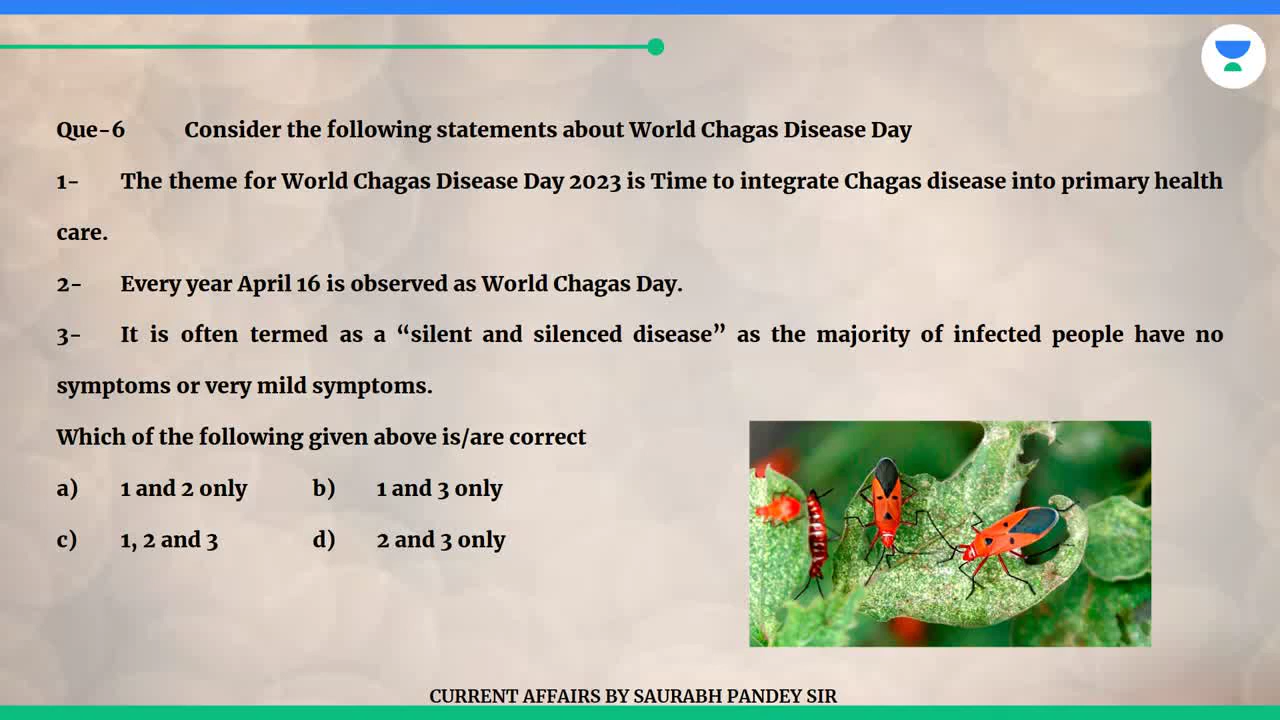 Que-6 Consider the following statements about World Chagas Disease Day
1- The theme for World Chagas Disease Day 2023 is Time to integrate Chagas disease into primary health
care.
2- Every year April 16 is observed as World Chagas Day.
3- It is often termed as a “silent and silenced disease” as the majority of infected people have no
symptoms or very mild symptoms.
Which of the following given above is/are correct
a) 1 and 2 only b) 1 and 3 only
c) 1, 2 and 3 d) 2 and 3 only
CURRENT AFFAIRS BY SAURABH PANDEY SIR